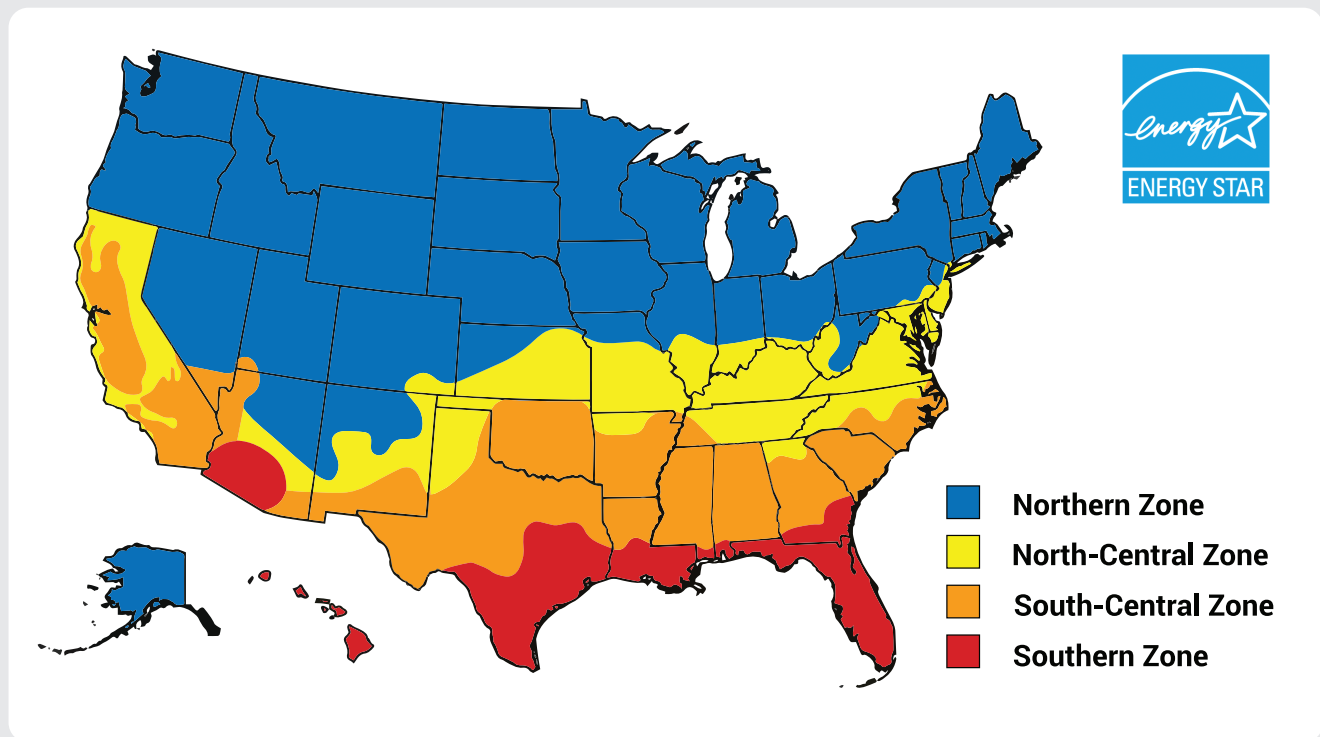 energy
ENERGY STAR
Northern Zone
North-Central Zone
South-Central Zone
Southern Zone